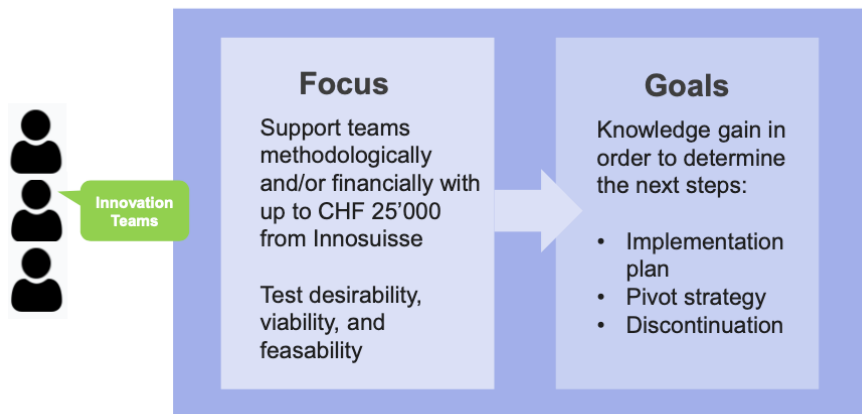 Innovation
Teams
Focus
Support teams
methodologically
and/or financially with
up to CHF 25’000
from Innosuisse
Test desirability,
viability, and
feasability
Goals
Knowledge gain in
order to determine
the next steps:
• Implementation
plan
• Pivot strategy
• Discontinuation